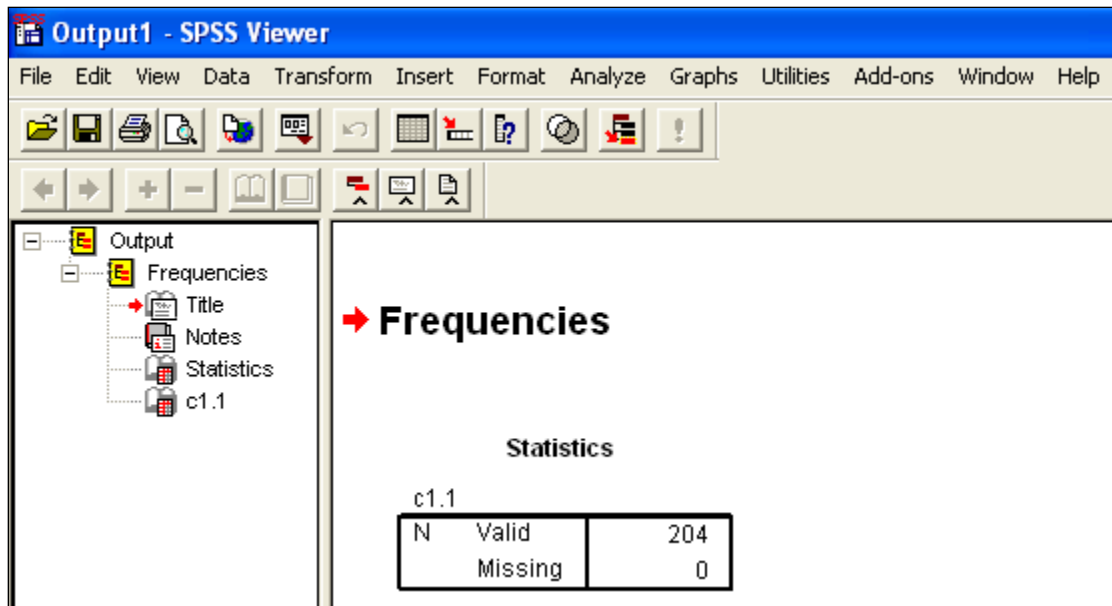 Output1 - SPSS Viewer
File Edit View Data Transform Insert Format Analyze Graphs Utilities Add-ons Window Help
Output
Frequencies
Title
Notes
Statistics
c1.1
Frequencies
Statistics
c1.1
N Valid 204
Missing 0